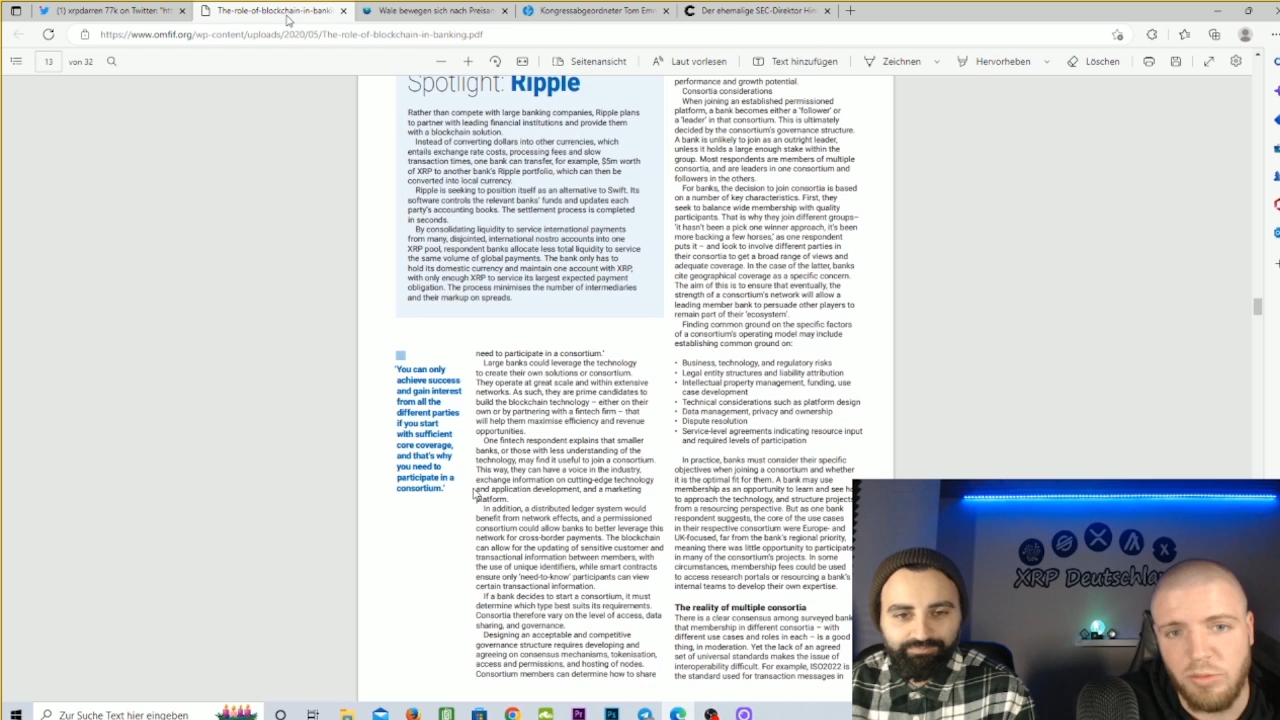 (1) xrpdarren 77k on Twitter: "ht
The-role-of-blockchain-in-banki
Wale bewegen sich nach Preisan
Kongressabgeordneter Tom Em
Der ehemalige SEC-Direktor Hin
https://www.omfif.org/wp-content/uploads/2020/05/The-role-of-blockchain-in-banking.pdf
13 von 32
Seitenansicht
Laut vorlesen
Text hinzufügen
Zeichnen
Hervorheben
Löschen
Spotlight: Ripple
Rather than compete with large banking companies, Ripple plans
to partner with leading financial institutions and provide them
with a blockchain solution.
Instead of converting dollars into other currencies, which
entails exchange rate costs, processing fees and slow
transaction times, one bank can transfer, for example, $5m worth
of XRP to another bank's Ripple portfolio, which can then be
converted into local currency.
Ripple is seeking to position itself as an alternative to Swift. Its
software controls the relevant banks' funds and updates each
party's accounting books. The settlement process is completed
in seconds.
By consolidating liquidity to service international payments
from many, disjointed, international nostro accounts into one
XRP pool, respondent banks allocate less total liquidity to service
the same volume of global payments. The bank only has to
hold its domestic currency and maintain one account with XRP,
with only enough XRP to service its largest expected payment
obligation. The process minimises the number of intermediaries
and their markup on spreads.
'You can only
achieve success
and gain interest
from all the
different parties
if you start
with sufficient
core coverage,
and that's why
you need to
participate in a
consortium.'
need to participate in a consortium.'
Large banks could leverage the technology
to create their own solutions or consortium.
They operate at great scale and within extensive
networks. As such, they are prime candidates to
build the blockchain technology – either on their
own or by partnering with a fintech firm – that
will help them maximise efficiency and revenue
opportunities.
One fintech respondent explains that smaller
banks, or those with less understanding of the
technology, may find it useful to join a consortium.
This way, they can have a voice in the industry,
exchange information on cutting-edge technology
and application development, and a marketing
platform.
In addition, a distributed ledger system would
benefit from network effects, and a permissioned
consortium could allow banks to better leverage this
network for cross-border payments. The blockchain
can allow for the updating of sensitive customer and
transactional information between members, with
the use of unique identifiers, while smart contracts
ensure only 'need-to-know' participants can view
certain transactional information.
If a bank decides to start a consortium, it must
determine which type best suits its requirements.
Consortia therefore vary on the level of access, data
sharing, and governance.
Designing an acceptable and competitive
governance structure requires developing and
agreeing on consensus mechanisms, tokenisation,
access and permissions, and hosting of nodes.
Consortium members can determine how to share
performance and growth potential.
Consortia considerations
When joining an established permissioned
platform, a bank becomes either a 'follower' or
a 'leader' in that consortium. This is ultimately
decided by the consortium's governance structure.
A bank is unlikely to join as an outright leader,
unless it holds a large enough stake within the
group. Most respondents are members of multiple
consortia, and are leaders in one consortium and
followers in the others.
For banks, the decision to join consortia is based
on a number of key characteristics. First, they
seek to balance wide membership with quality
participants. That is why they join different groups–
'it hasn't been a pick one winner approach, it's been
more backing a few horses,' as one respondent
puts it – and look to involve different parties in
their consortia to get a broad range of views and
adequate coverage. In the case of the latter, banks
cite geographical coverage as a specific concern.
The aim of this is to ensure that eventually, the
strength of a consortium's network will allow a
leading member bank to persuade other players to
remain part of their 'ecosystem'.
Finding common ground on the specific factors
of a consortium's operating model may include
establishing common ground on:
• Business, technology, and regulatory risks
• Legal entity structures and liability attribution
• Intellectual property management, funding, use
case development
• Technical considerations such as platform design
• Data management, privacy and ownership
• Dispute resolution
• Service-level agreements indicating resource input
and required levels of participation
In practice, banks must consider their specific
objectives when joining a consortium and whether
it is the optimal fit for them. A bank may use
membership as an opportunity to learn and see ho
to approach the technology, and structure projects
from a resourcing perspective. But as one bank
respondent suggests, the core of the use cases
in their respective consortium were Europe- and
UK-focused, far from the bank's regional priority,
meaning there was little opportunity to participate
in many of the consortium's projects. In some
circumstances, membership fees could be used
to access research portals or resourcing a bank's
internal teams to develop their own expertise.
The reality of multiple consortia
There is a clear consensus among surveyed bank
that membership in different consortia – with
different use cases and roles in each – is a good
thing, in moderation. Yet the lack of an agreed
set of universal standards makes the issue of
interoperability difficult. For example, ISO2022 is
the standard used for transaction messages in
XRP Deutschla
Zur Suche Text hier eingeben